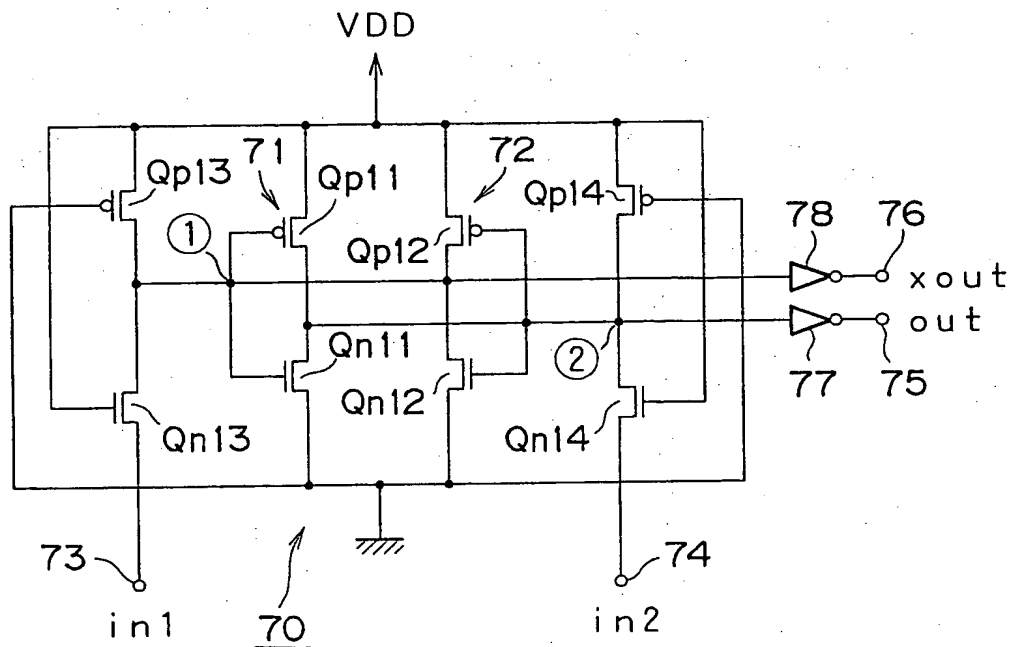 VDD
71
72
Qp13
Qp11
Qp14
Qp12
①
78
76
xout
out
②
77
75
Qn11
Qn12
Qn13
Qn14
73
74
in1
70
in2